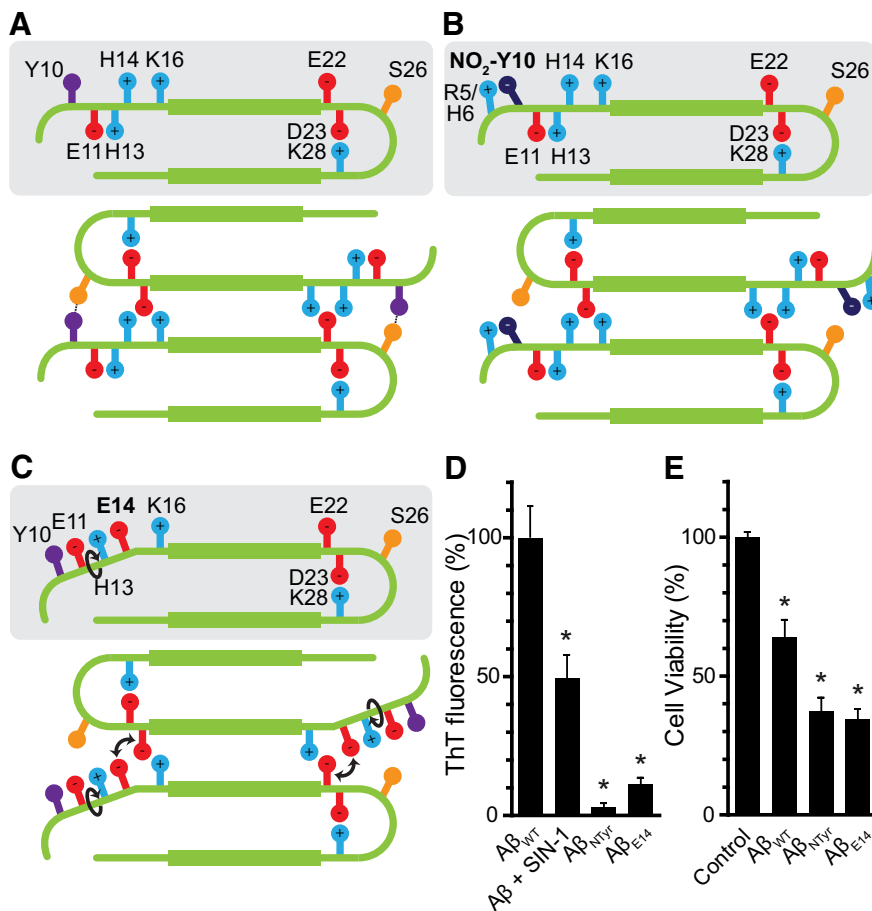 A
Y10 H14 K16 E22 S26
E11 H13 D23
K28
B
NO2-Y10 H14 K16 E22 S26
R5/
H6
E11 H13 D23
K28
C
Y10 E11 E14 K16 E22 S26
H13 D23
K28
D
ThT fluorescence (%)
100
50
0
AβWT
Aβ + SIN-1
AβNTyr
AβE14
* * *
E
Cell Viability (%)
100
50
0
Control
AβWT
AβNTyr
AβE14
* * *